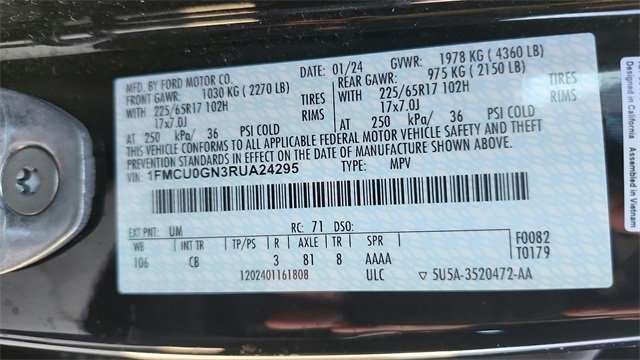 MFD. BY FORD MOTOR CO.
DATE: 01/24 GVWR: 1978 KG ( 4360 LB)
FRONT GAWR: 1030 KG ( 2270 LB)
REAR GAWR: 975 KG ( 2150 LB)
WITH 225/65R17 102H TIRES
WITH 225/65R17 102H TIRES
17x7.0J RIMS
17x7.0J RIMS
AT 250 kPa/ 36 PSI COLD
AT 250 kPa/ 36 PSI COLD
THIS VEHICLE CONFORMS TO ALL APPLICABLE FEDERAL MOTOR VEHICLE SAFETY AND THEFT
PREVENTION STANDARDS IN EFFECT ON THE DATE OF MANUFACTURE SHOWN ABOVE.
VIN: 1FMCU0GN3RUA24295 TYPE: MPV
EXT PNT: UM RC: 71 DSO:
WB INT TR TP/PS R AXLE TR SPR
F0082
106 CB 3 81 8 AAAA
T0179
1202401161808 ULC ▽ 5U5A-3520472-AA
Designed in California
Assembled in Vietnam